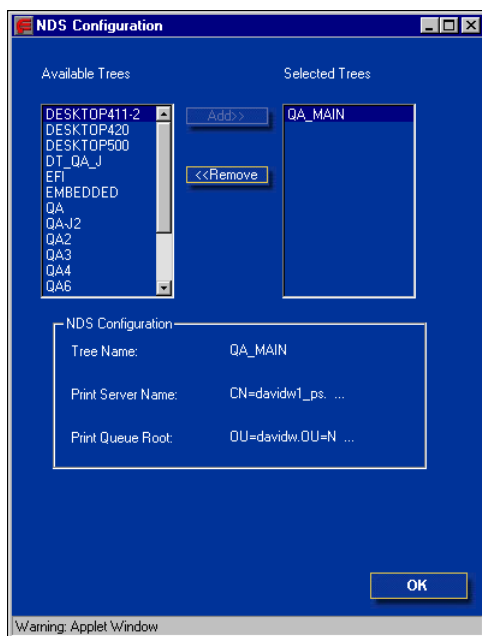 NDS Configuration
Available Trees
Selected Trees
DESKTOP411-2
DESKTOP420
DESKTOP500
DT_QA_J
EFI
EMBEDDED
QA
QA-J2
QA2
QA3
QA4
QA6
Add>>
<<Remove
QA_MAIN
NDS Configuration
Tree Name: QA_MAIN
Print Server Name: CN=davidw1_ps. ...
Print Queue Root: OU=davidw.OU=N ...
OK
Warning: Applet Window